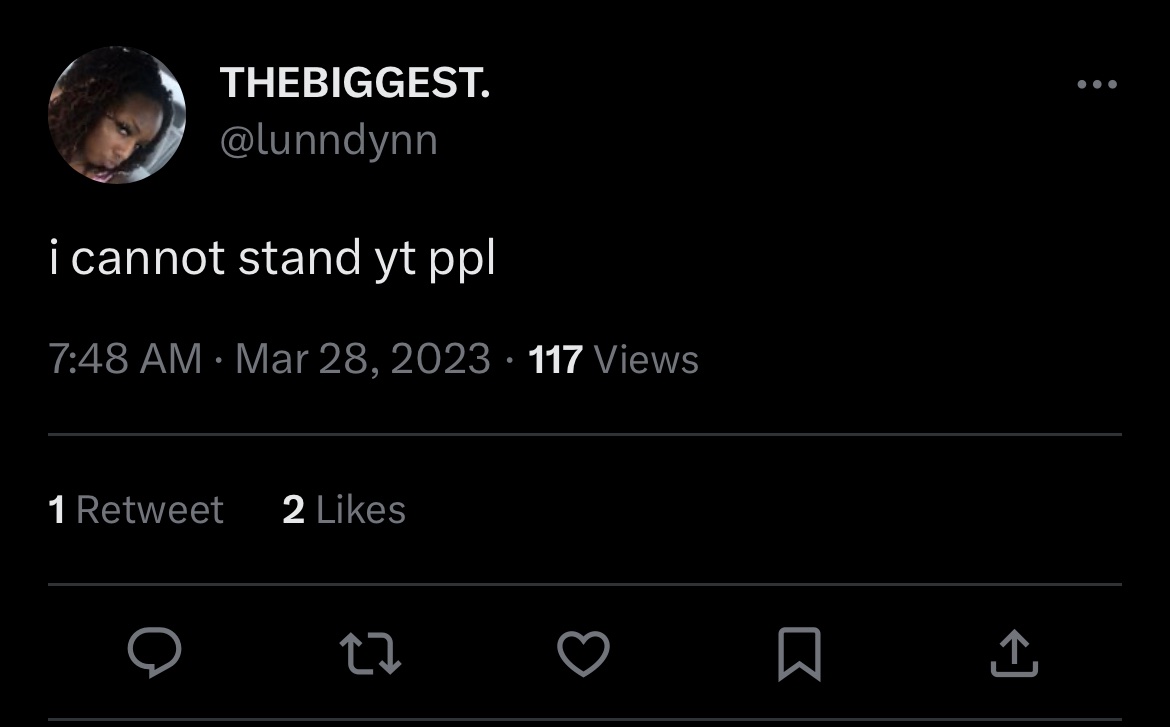 THEBIGGEST.
@lunndynn
i cannot stand yt ppl
7:48 AM · Mar 28, 2023 · 117 Views
1 Retweet 2 Likes